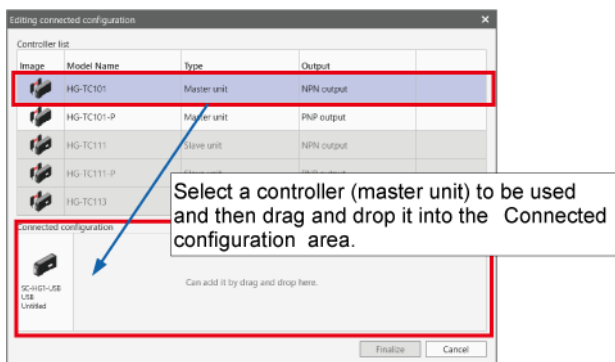 Editing connected configuration
Controller list
Image Model Name Type Output
HG-TC101 Master unit NPN output
HG-TC101-P Master unit PNP output
HG-TC111 Slave unit NPN output
HG-TC111-P
HG-TC113
Select a controller (master unit) to be used
and then drag and drop it into the Connected
configuration area.
Connected configuration
SC-HG1-USB
USB
Untitled
Can add it by drag and drop here.
Finalize Cancel